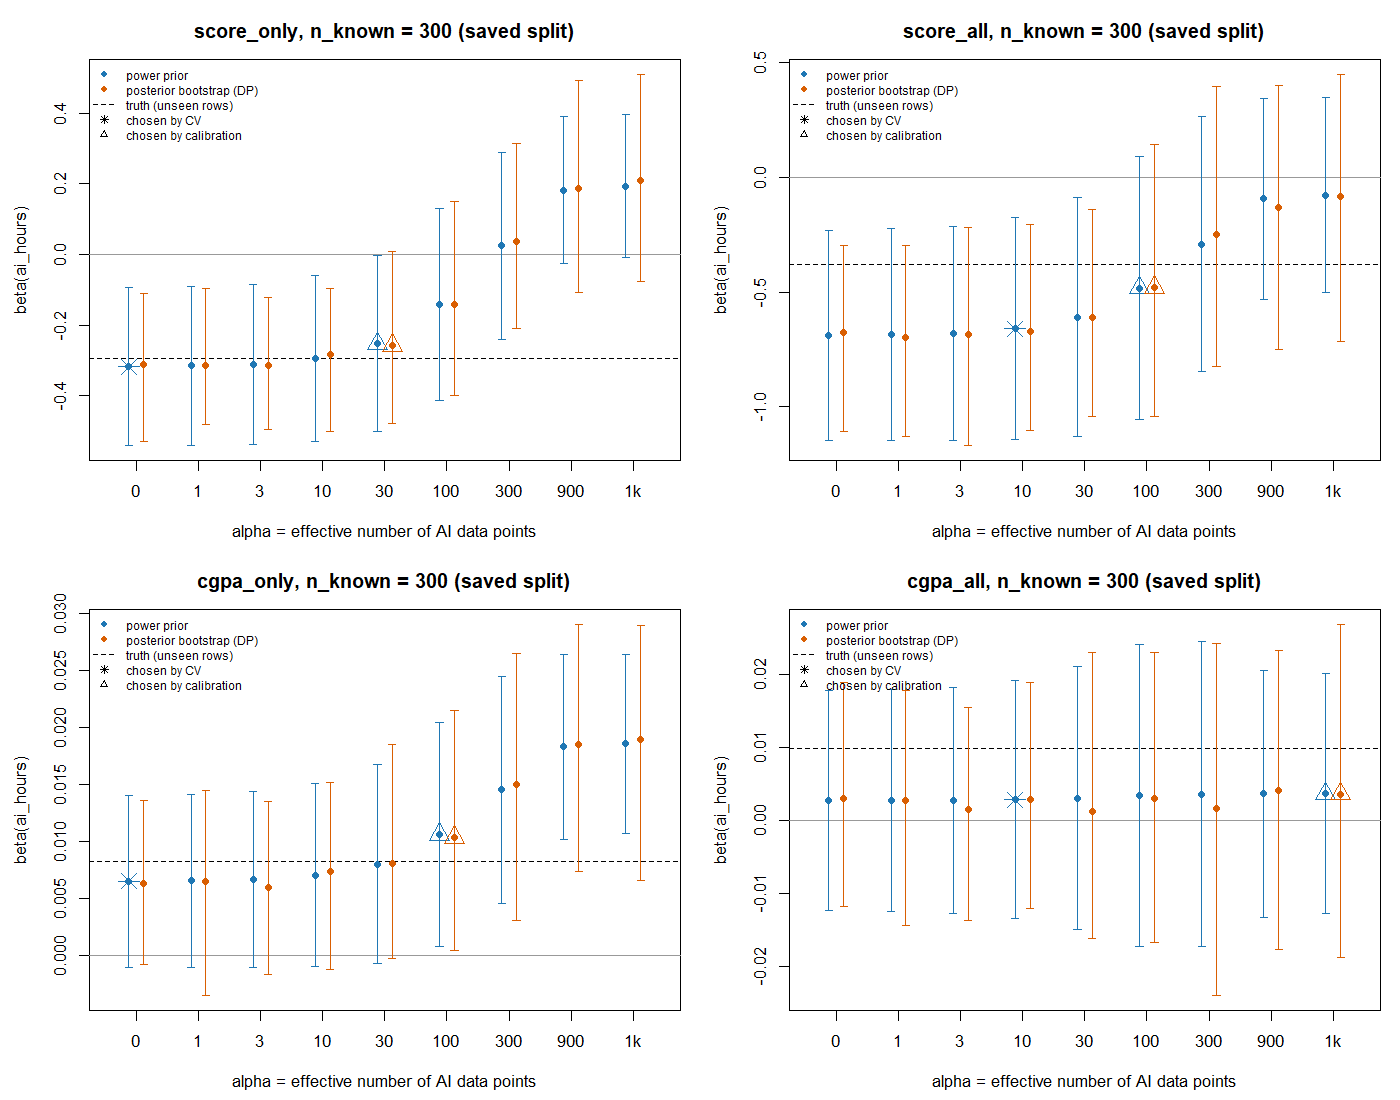 score_only, n_known = 300 (saved split)
power prior
posterior bootstrap (DP)
truth (unseen rows)
chosen by CV
chosen by calibration
beta(ai_hours)
0.4
0.2
0.0
-0.2
-0.4
0 1 3 10 30 100 300 900 1k
alpha = effective number of AI data points
score_all, n_known = 300 (saved split)
power prior
posterior bootstrap (DP)
truth (unseen rows)
chosen by CV
chosen by calibration
beta(ai_hours)
0.5
0.0
-0.5
-1.0
0 1 3 10 30 100 300 900 1k
alpha = effective number of AI data points
cgpa_only, n_known = 300 (saved split)
power prior
posterior bootstrap (DP)
truth (unseen rows)
chosen by CV
chosen by calibration
beta(ai_hours)
0.030
0.025
0.020
0.015
0.010
0.005
0.000
0 1 3 10 30 100 300 900 1k
alpha = effective number of AI data points
cgpa_all, n_known = 300 (saved split)
power prior
posterior bootstrap (DP)
truth (unseen rows)
chosen by CV
chosen by calibration
beta(ai_hours)
0.02
0.01
0.00
-0.01
-0.02
0 1 3 10 30 100 300 900 1k
alpha = effective number of AI data points